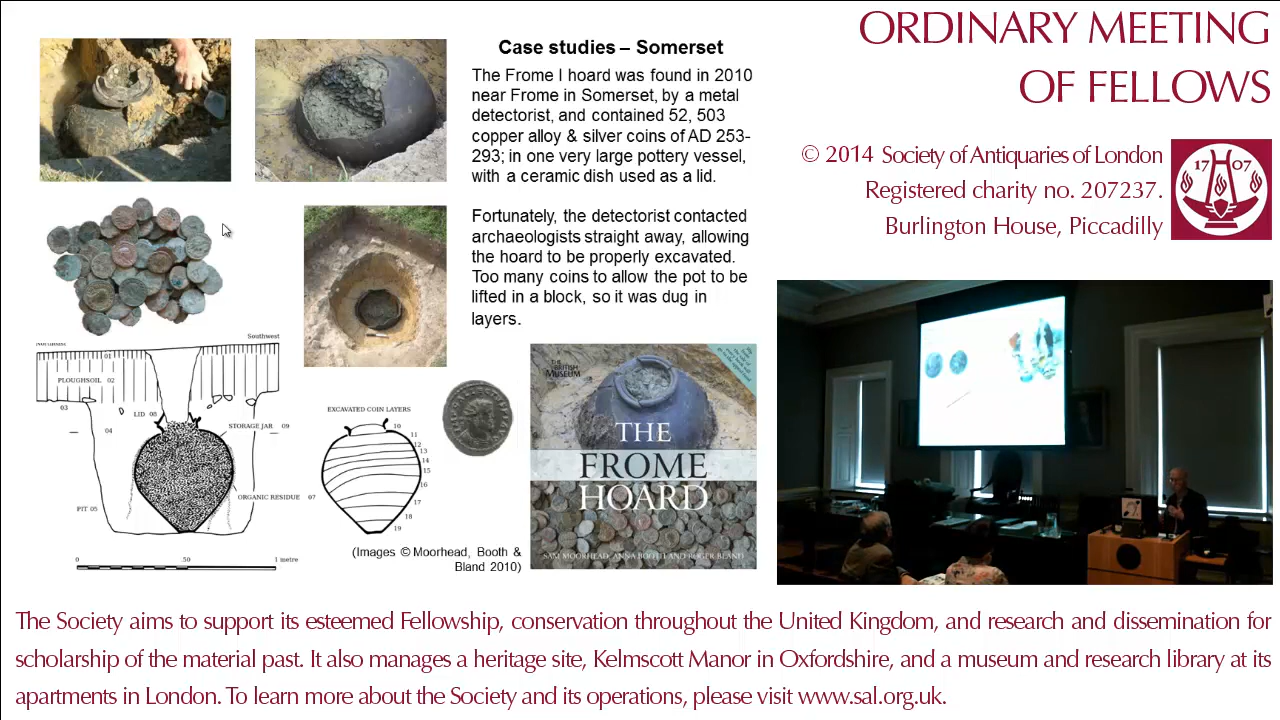 ORDINARY MEETING
OF FELLOWS
© 2014 Society of Antiquaries of London
Registered charity no. 207237.
Burlington House, Piccadilly
17 07
Case studies – Somerset
The Frome I hoard was found in 2010
near Frome in Somerset, by a metal
detectorist, and contained 52, 503
copper alloy & silver coins of AD 253-
293; in one very large pottery vessel,
with a ceramic dish used as a lid.
Fortunately, the detectorist contacted
archaeologists straight away, allowing
the hoard to be properly excavated.
Too many coins to allow the pot to be
lifted in a block, so it was dug in
layers.
Southwest
01
PLOUGHSOIL 02
03
LID 08
04
STORAGE JAR 09
ORGANIC RESIDUE 07
PIT 05
0 50 1 metre
EXCAVATED COIN LAYERS
10
11
12
13
14
15
16
17
18
19
(Images © Moorhead, Booth &
Bland 2010)
THE
BRITISH
MUSEUM
THE
FROME
HOARD
SAM MOORHEAD, ANNA BOOTH AND ROGER BLAND
The Society aims to support its esteemed Fellowship, conservation throughout the United Kingdom, and research and dissemination for
scholarship of the material past. It also manages a heritage site, Kelmscott Manor in Oxfordshire, and a museum and research library at its
apartments in London. To learn more about the Society and its operations, please visit www.sal.org.uk.